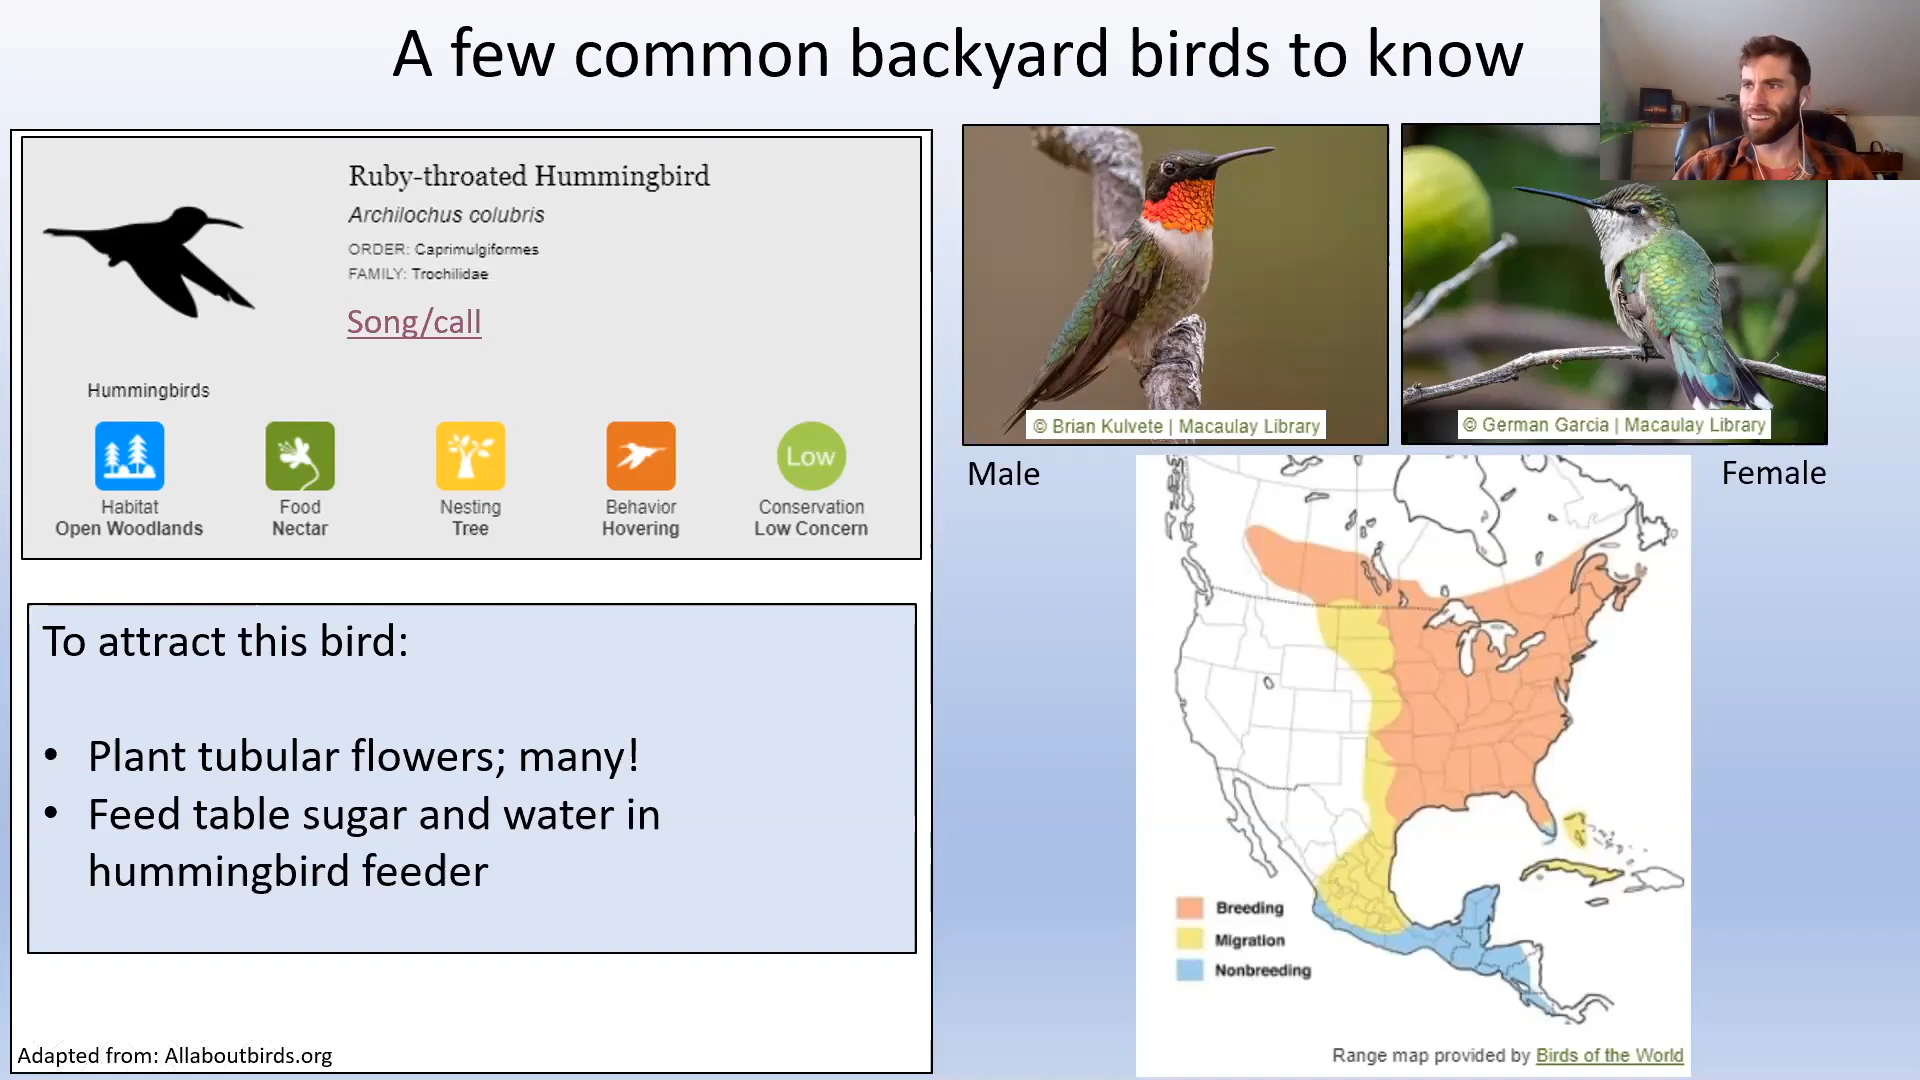 A few common backyard birds to know
Ruby-throated Hummingbird
Archilochus colubris
ORDER: Caprimulgiformes
FAMILY: Trochilidae
Song/call
Hummingbirds
Low
Habitat
Open Woodlands
Food
Nectar
Nesting
Tree
Behavior
Hovering
Conservation
Low Concern
To attract this bird:
• Plant tubular flowers; many!
• Feed table sugar and water in
hummingbird feeder
Adapted from: Allaboutbirds.org
© Brian Kulvete | Macaulay Library
© German Garcia | Macaulay Library
Male
Female
Breeding
Migration
Nonbreeding
Range map provided by Birds of the World